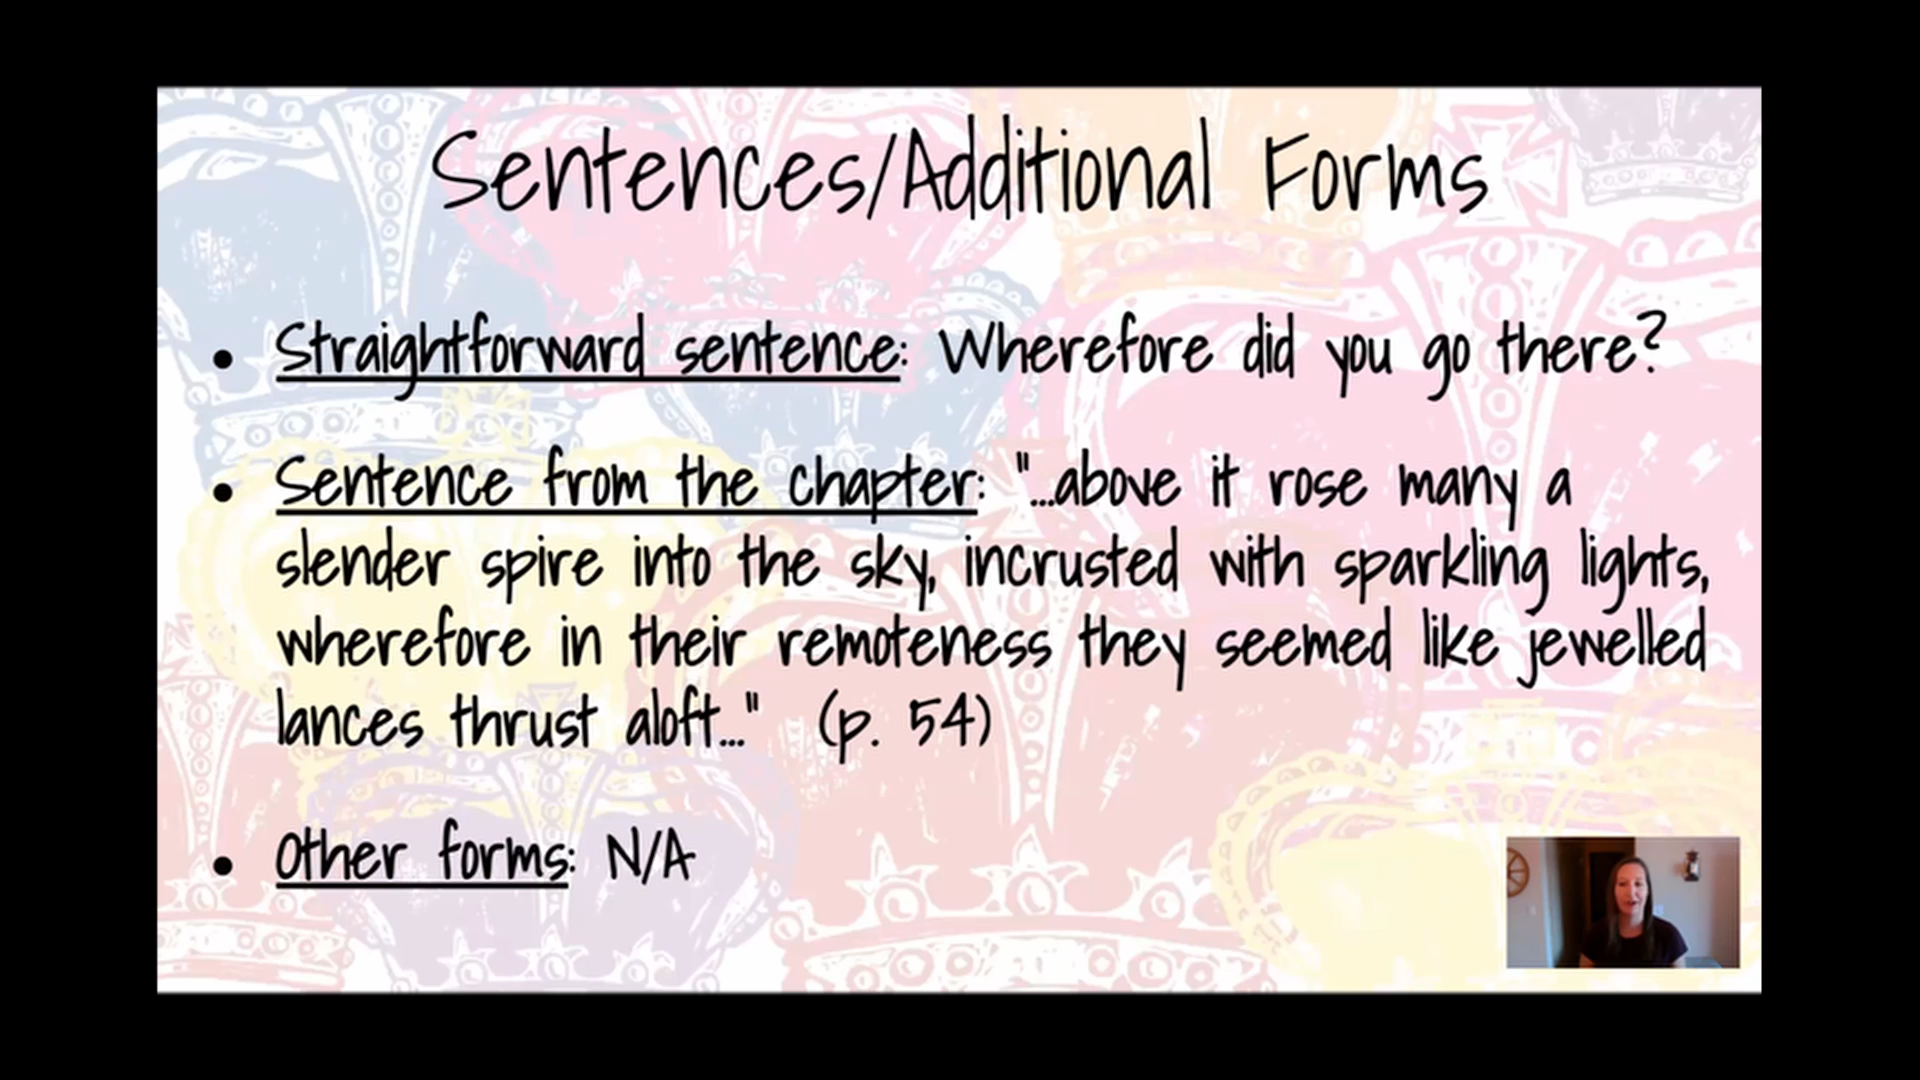 Sentences/Additional Forms
• Straightforward sentence: Wherefore did you go there?
• Sentence from the chapter: "...above it rose many a
slender spire into the sky, incrusted with sparkling lights,
wherefore in their remoteness they seemed like jewelled
lances thrust aloft..." (p. 54)
• Other forms: N/A